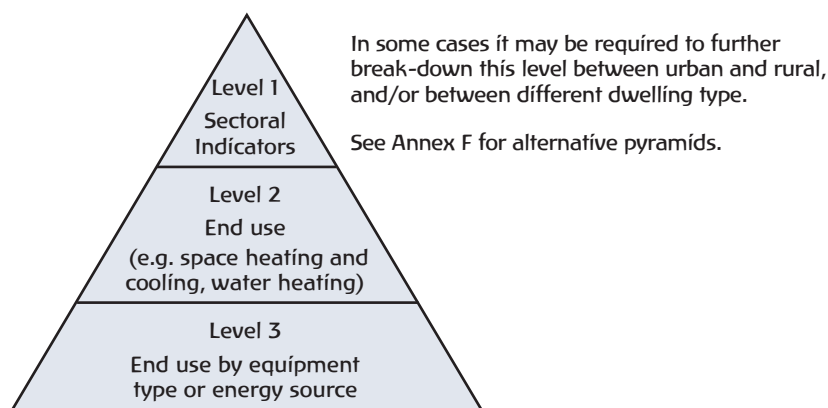 Level 1
Sectoral
Indicators
In some cases it may be required to further
break-down this level between urban and rural,
and/or between different dwelling type.
See Annex F for alternative pyramids.
Level 2
End use
(e.g. space heating and
cooling, water heating)
Level 3
End use by equipment
type or energy source